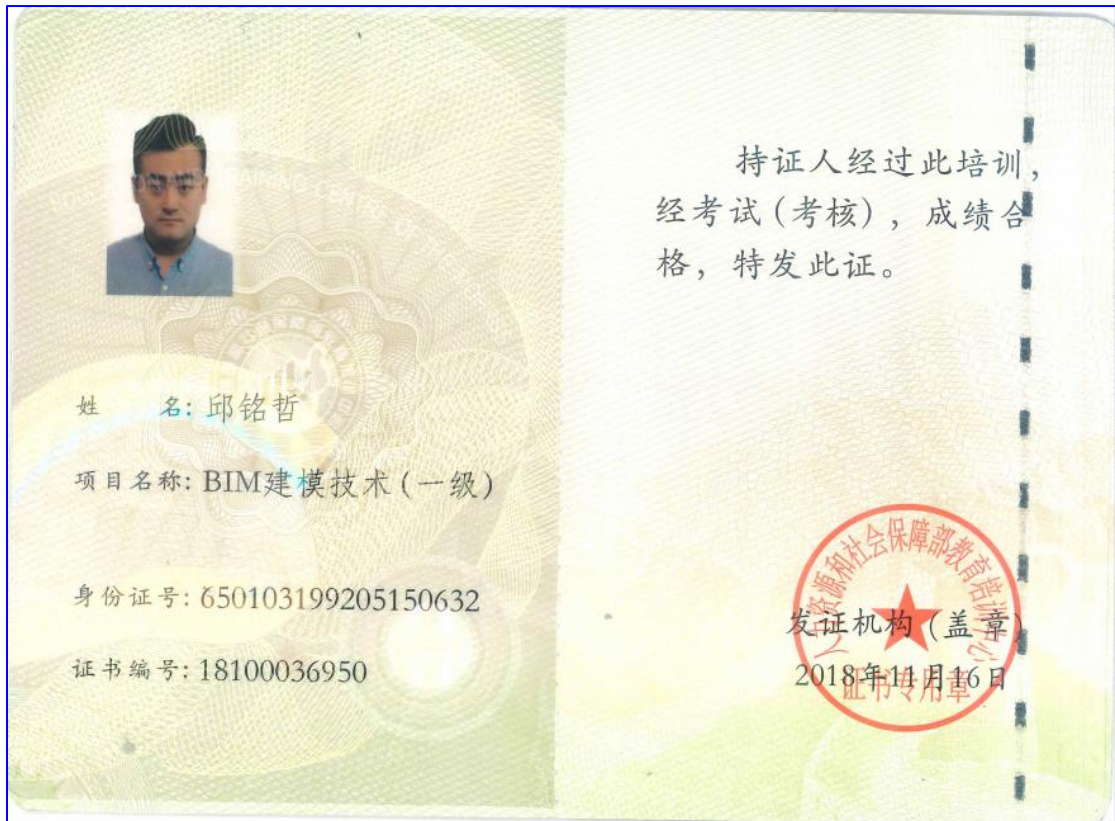 姓 名: 邱铭哲
项目名称: BIM建模技术(一级)
身份证号: 650103199205150632
证书编号: 18100036950
持证人经过此培训,
经考试(考核),成绩合
格,特发此证。
人力资源和社会保障部教育培训中心
发证机构(盖章)
2018年11月16日
证书专用章